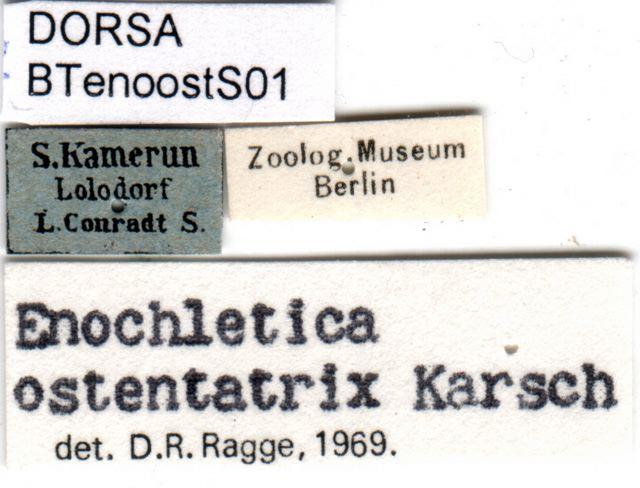 DORSA
BTenoostS01
S. Kamerun
Lolodorf
L. Conradt S.
Zoolog. Museum
Berlin
Enochletica
ostentatrix Karsch
det. D.R. Ragge, 1969.